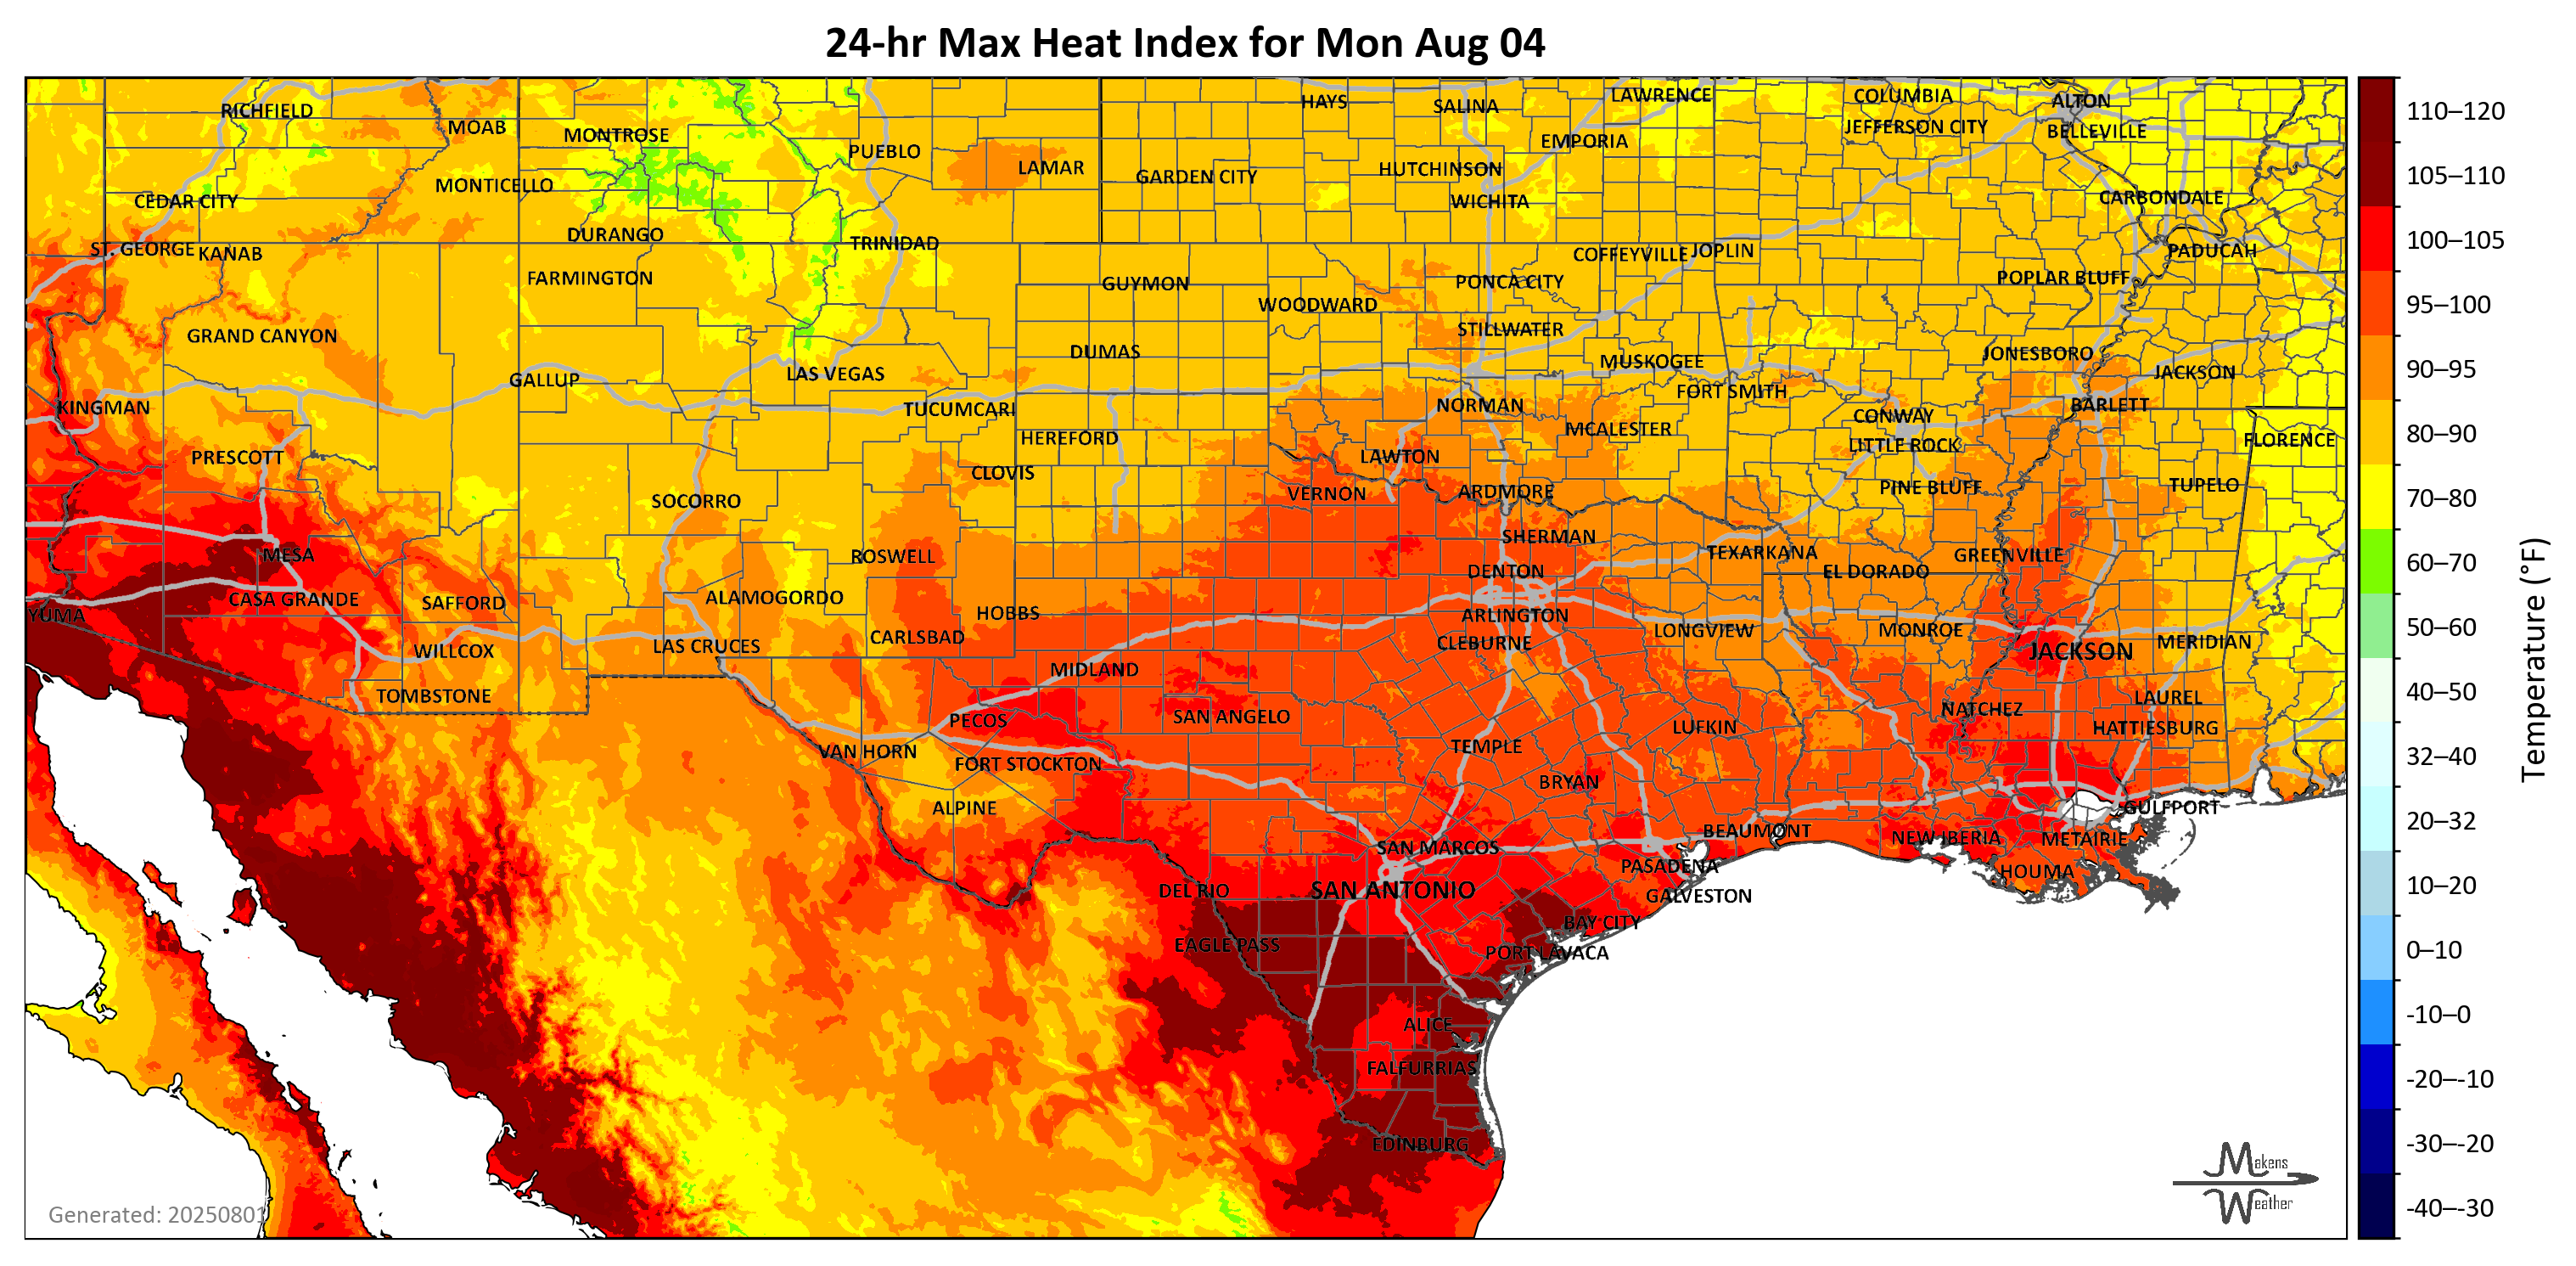 24-hr Max Heat Index for Mon Aug 04
HAYS
SALINA
LAWRENCE
COLUMBIA
ALTON
RICHFIELD
MOAB
MONTROSE
PUEBLO
EMPORIA
JEFFERSON CITY
BELLEVILLE
LAMAR
GARDEN CITY
HUTCHINSON
MONTICELLO
CEDAR CITY
WICHITA
CARBONDALE
DURANGO
TRINIDAD
ST. GEORGE
KANAB
COFFEYVILLE
JOPLIN
PADUCAH
FARMINGTON
GUYMON
PONCA CITY
POPLAR BLUFF
WOODWARD
GRAND CANYON
STILLWATER
DUMAS
MUSKOGEE
JONESBORO
GALLUP
LAS VEGAS
JACKSON
FORT SMITH
KINGMAN
TUCUMCARI
NORMAN
CONWAY
BARLETT
HEREFORD
MCALESTER
LITTLE ROCK
FLORENCE
PRESCOTT
CLOVIS
LAWTON
SOCORRO
VERNON
ARDMORE
PINE BLUFF
TUPELO
MESA
ROSWELL
SHERMAN
TEXARKANA
GREENVILLE
DENTON
EL DORADO
CASA GRANDE
SAFFORD
ALAMOGORDO
HOBBS
YUMA
ARLINGTON
WILLCOX
LAS CRUCES
CARLSBAD
CLEBURNE
LONGVIEW
MONROE
JACKSON
MERIDIAN
MIDLAND
TOMBSTONE
PECOS
SAN ANGELO
LUFKIN
NATCHEZ
LAUREL
HATTIESBURG
VAN HORN
FORT STOCKTON
TEMPLE
BRYAN
ALPINE
GULFPORT
BEAUMONT
NEW IBERIA
METAIRIE
SAN MARCOS
PASADENA
HOUMA
DEL RIO
SAN ANTONIO
GALVESTON
BAY CITY
EAGLE PASS
PORT LAVACA
ALICE
FALFURRIAS
EDINBURG
Generated: 20250801
Makens
Weather
110–120
105–110
100–105
95–100
90–95
80–90
70–80
60–70
50–60
40–50
32–40
20–32
10–20
0–10
-10–0
-20–-10
-30–-20
-40–-30
Temperature (°F)